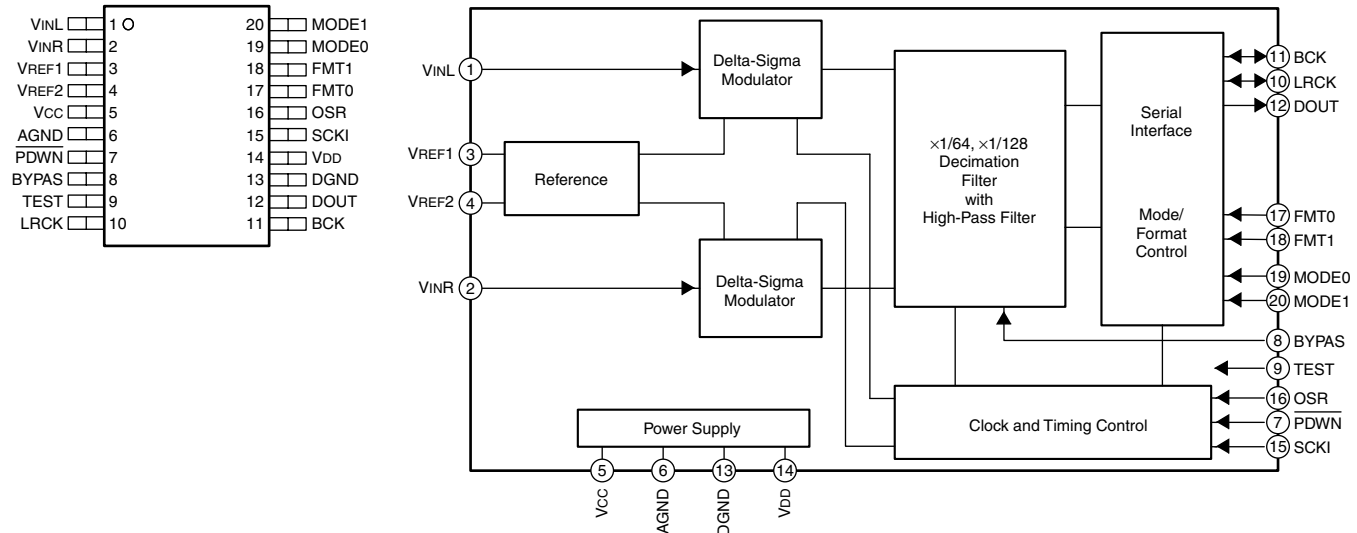 VINL 1 20 MODE1
VINR 2 19 MODE0
VREF1 3 18 FMT1
VREF2 4 17 FMT0
VCC 5 16 OSR
AGND 6 15 SCKI
PDWN 7 14 VDD
BYPAS 8 13 DGND
TEST 9 12 DOUT
LRCK 10 11 BCK
VINL 1
Delta-Sigma
Modulator
VREF1 3
VREF2 4
Reference
VINR 2
Delta-Sigma
Modulator
×1/64, ×1/128
Decimation
Filter
with
High-Pass Filter
Serial
Interface
Mode/
Format
Control
11 BCK
10 LRCK
12 DOUT
17 FMT0
18 FMT1
19 MODE0
20 MODE1
8 BYPAS
9 TEST
16 OSR
7 PDWN
15 SCKI
Clock and Timing Control
Power Supply
5 6 13 14
VCC
AGND
DGND
VDD